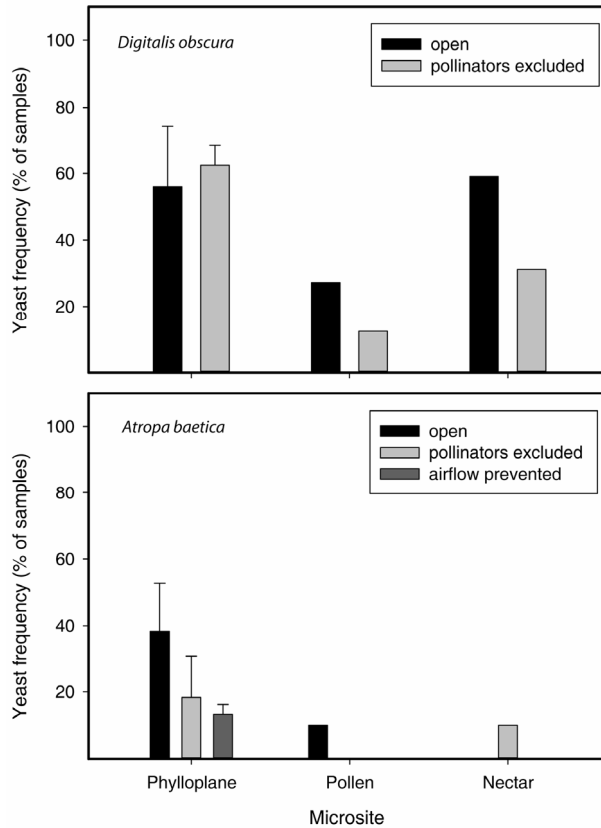 Digitalis obscura
open
pollinators excluded
Yeast frequency (% of samples)
100
80
60
40
20
Atropa baetica
open
pollinators excluded
airflow prevented
Yeast frequency (% of samples)
100
80
60
40
20
Phylloplane Pollen Nectar
Microsite